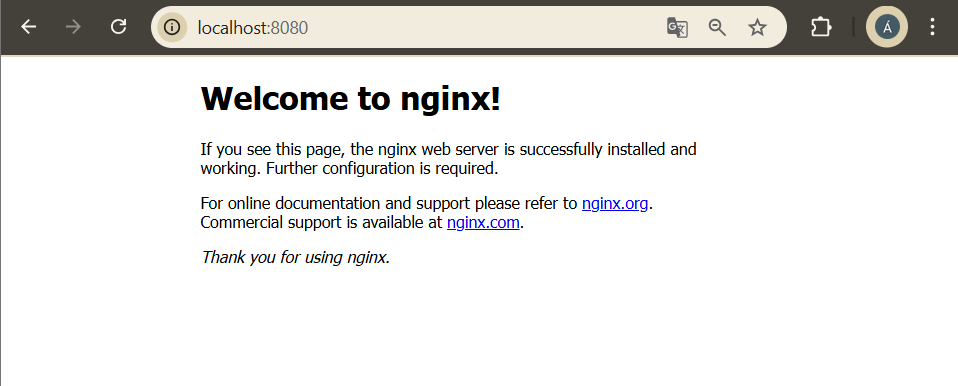 localhost:8080
Á
Welcome to nginx!
If you see this page, the nginx web server is successfully installed and
working. Further configuration is required.
For online documentation and support please refer to nginx.org.
Commercial support is available at nginx.com.
Thank you for using nginx.